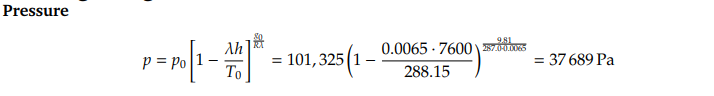 Pressure
p = p₀ [1 − λh/T₀]^(g₀/Rλ) = 101,325 (1 − 0.0065 · 7600/288.15)^(9.81/287.0·0.0065) = 37 689 Pa